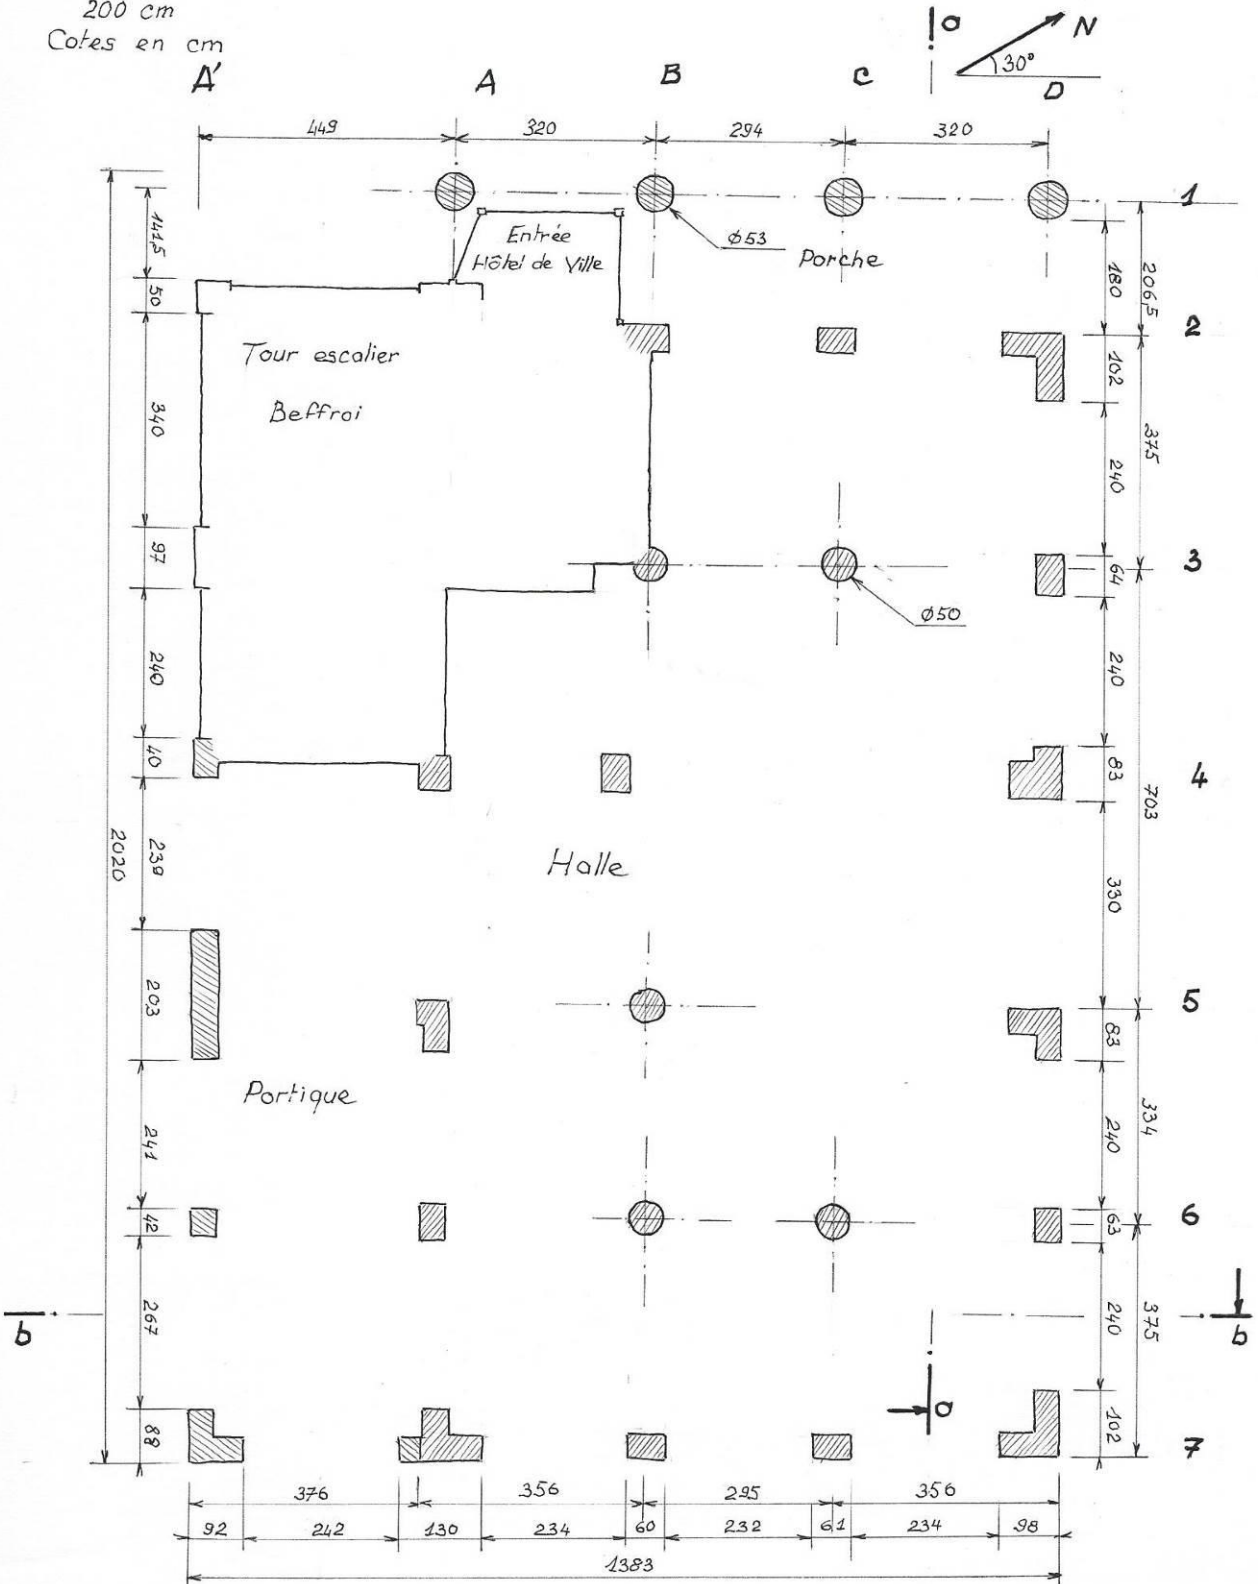 200 cm
Cotes en cm
a
N
30°
A'
A
B
C
D
449
320
294
320
1
141,5
Entrée
Hôtel de Ville
φ53
Porche
180
206,5
50
2
Tour escalier
Beffroi
102
375
340
240
97
3
64
φ50
240
240
40
83
4
703
2020
239
Halle
330
203
5
83
Portique
334
241
240
42
63
6
b
267
240
375
b
a
88
102
7
376
356
295
356
92
242
130
234
60
232
61
234
98
1383